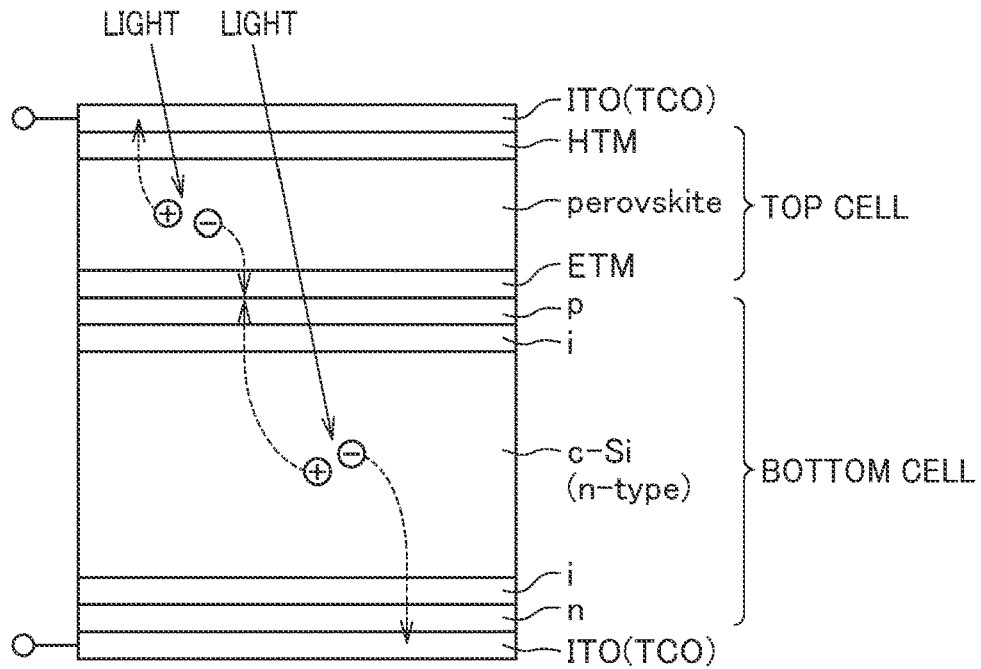 LIGHT LIGHT
ITO(TCO)
HTM
perovskite
TOP CELL
ETM
p
i
c-Si
(n-type)
BOTTOM CELL
i
n
ITO(TCO)